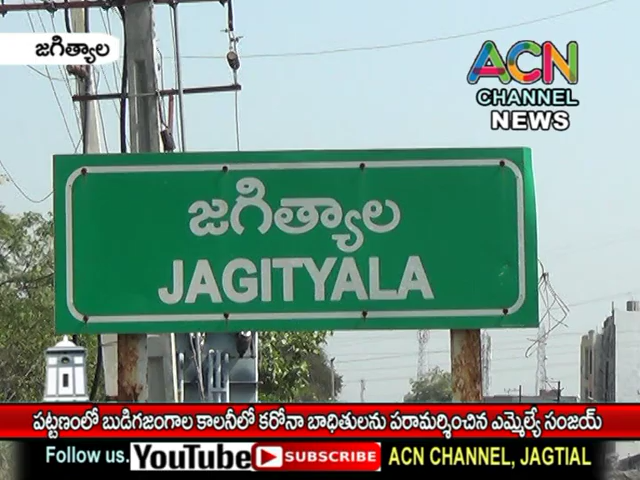 జగిత్యాల
ACN
CHANNEL
NEWS
జగిత్యాల
JAGITYALA
పట్టణంలో బుడిగజంగాల కాలనీలో కరోనా బాధితులను పరామర్శించిన ఎమ్మెల్యే సంజయ్
Follow us. YouTube SUBSCRIBE ACN CHANNEL, JAGTIAL